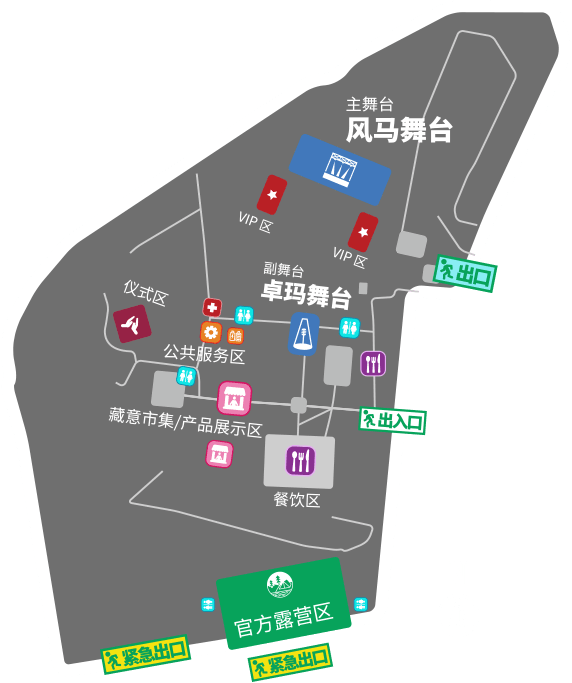 主舞台
风马舞台
VIP 区
VIP 区
副舞台
卓玛舞台
出口
仪式区
公共服务区
藏意市集/产品展示区
出入口
餐饮区
官方露营区
紧急出口
紧急出口